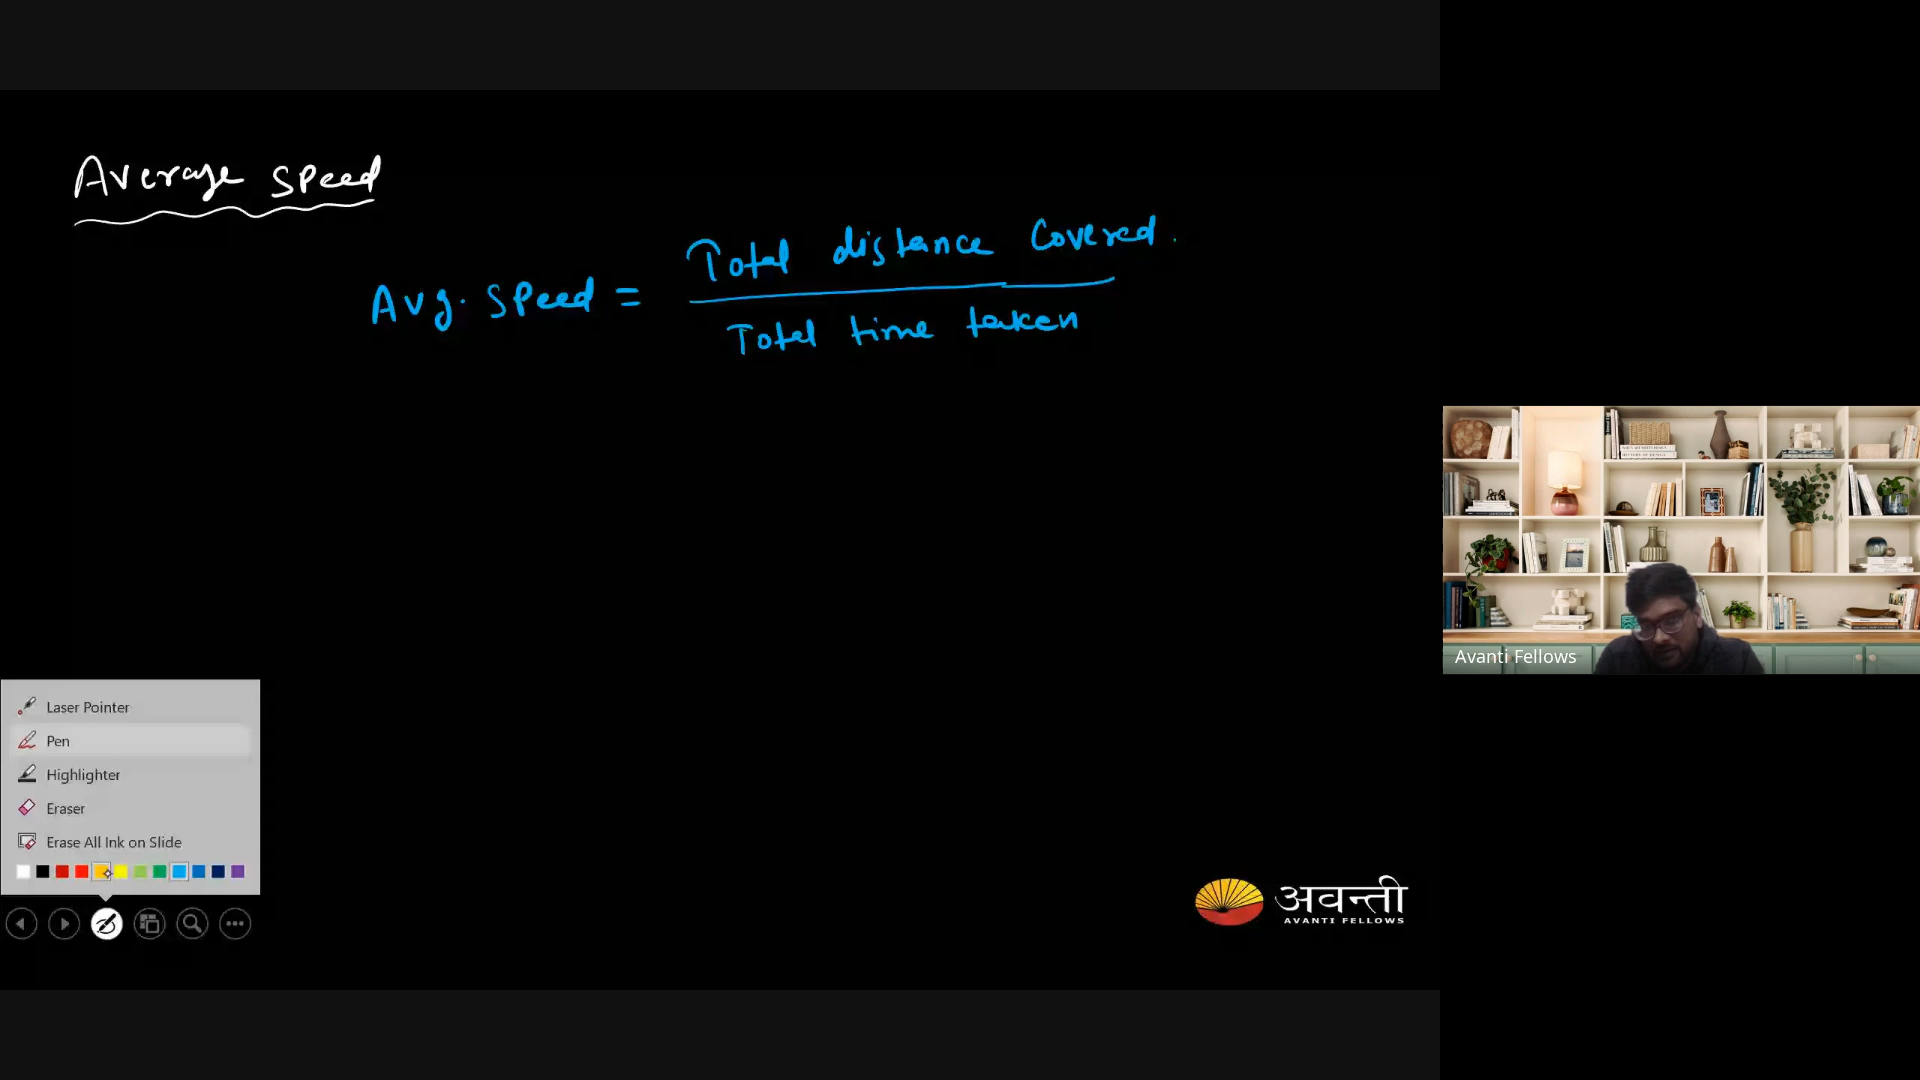 Average speed
Avg. speed = Total distance covered.
Total time taken
Avanti Fellows
Laser Pointer
Pen
Highlighter
Eraser
Erase All Ink on Slide
अवन्ती
AVANTI FELLOWS